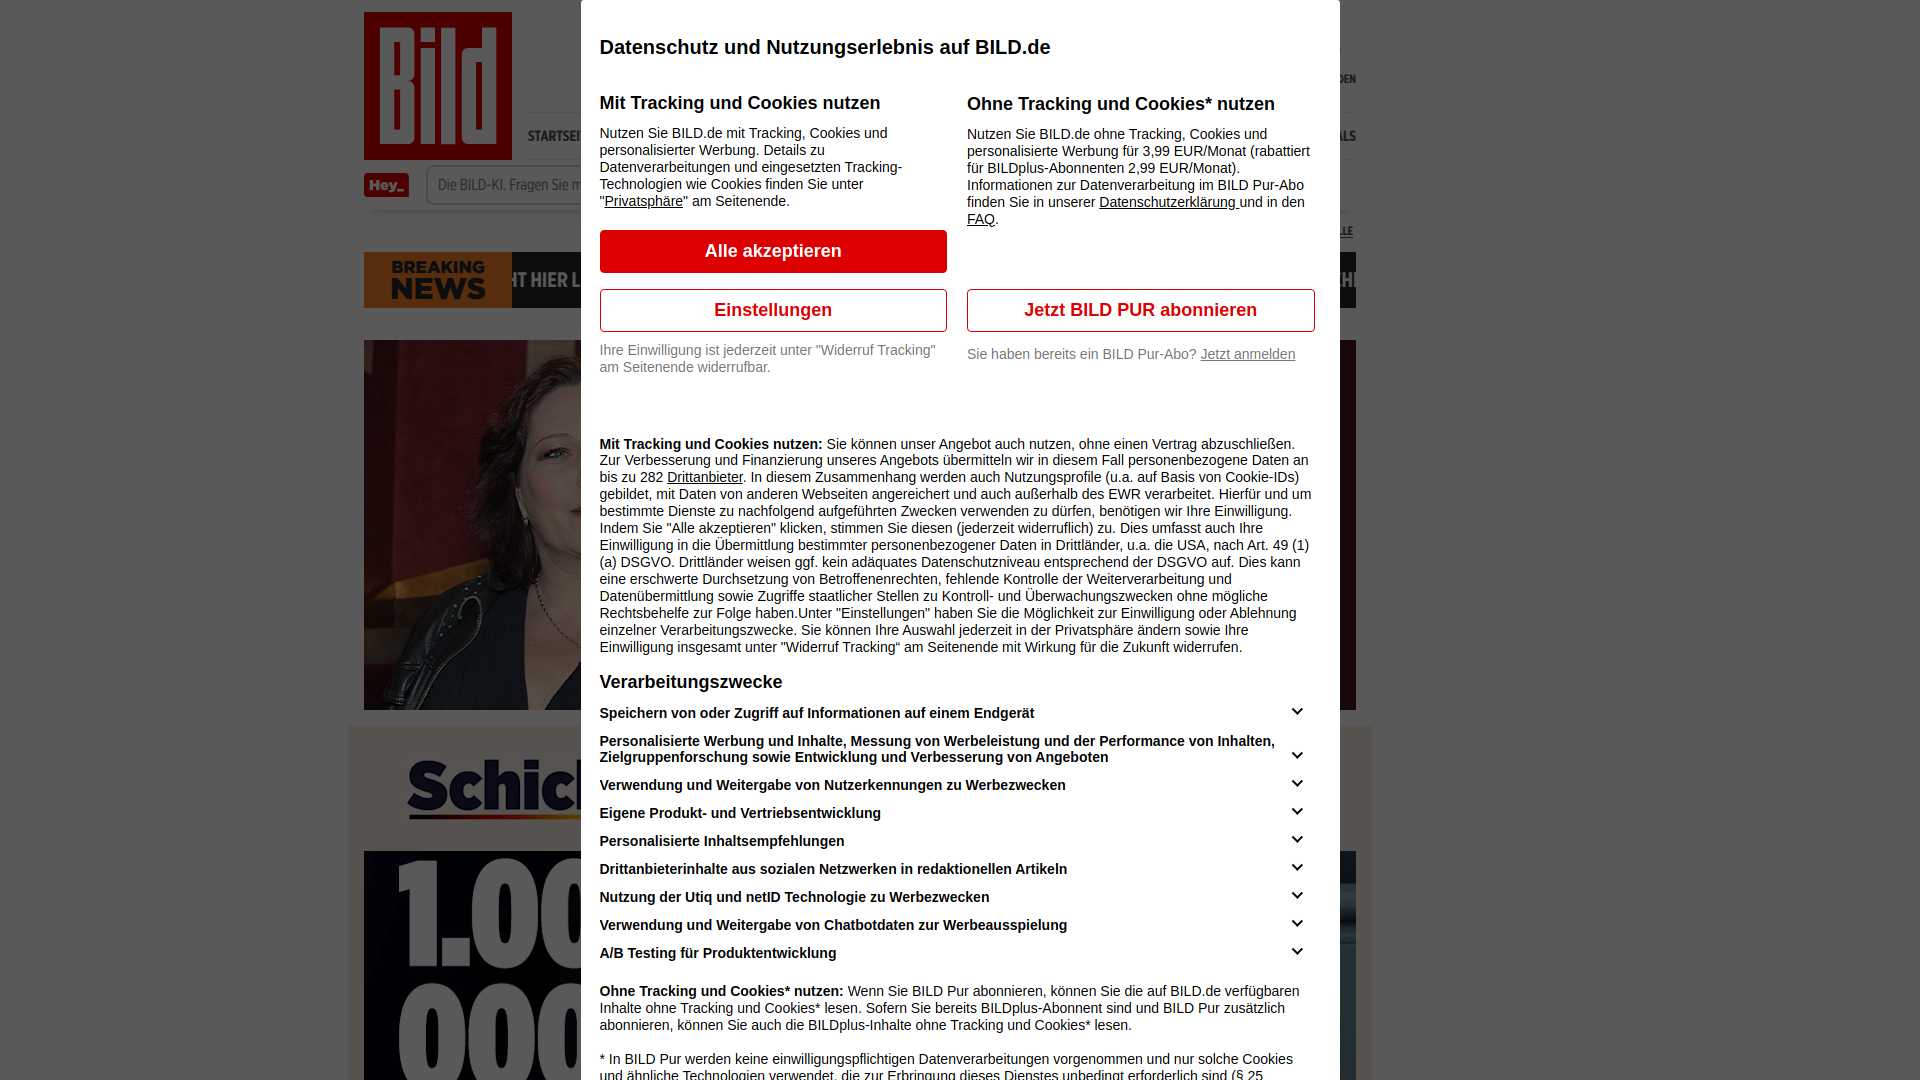 Bild
STARTSEI
Hey_
Die BILD-KI. Fragen Sie m
BREAKING
NEWS
HT HIER L
Schick
1.00
000
Datenschutz und Nutzungserlebnis auf BILD.de
Mit Tracking und Cookies nutzen
Nutzen Sie BILD.de mit Tracking, Cookies und
personalisierter Werbung. Details zu
Datenverarbeitungen und eingesetzten Tracking-
Technologien wie Cookies finden Sie unter
"Privatsphäre" am Seitenende.
Alle akzeptieren
Einstellungen
Ihre Einwilligung ist jederzeit unter "Widerruf Tracking"
am Seitenende widerrufbar.
Ohne Tracking und Cookies* nutzen
Nutzen Sie BILD.de ohne Tracking, Cookies und
personalisierte Werbung für 3,99 EUR/Monat (rabattiert
für BILDplus-Abonnenten 2,99 EUR/Monat).
Informationen zur Datenverarbeitung im BILD Pur-Abo
finden Sie in unserer Datenschutzerklärung und in den
FAQ.
Jetzt BILD PUR abonnieren
Sie haben bereits ein BILD Pur-Abo? Jetzt anmelden
Mit Tracking und Cookies nutzen: Sie können unser Angebot auch nutzen, ohne einen Vertrag abzuschließen.
Zur Verbesserung und Finanzierung unseres Angebots übermitteln wir in diesem Fall personenbezogene Daten an
bis zu 282 Drittanbieter. In diesem Zusammenhang werden auch Nutzungsprofile (u.a. auf Basis von Cookie-IDs)
gebildet, mit Daten von anderen Webseiten angereichert und auch außerhalb des EWR verarbeitet. Hierfür und um
bestimmte Dienste zu nachfolgend aufgeführten Zwecken verwenden zu dürfen, benötigen wir Ihre Einwilligung.
Indem Sie "Alle akzeptieren" klicken, stimmen Sie diesen (jederzeit widerruflich) zu. Dies umfasst auch Ihre
Einwilligung in die Übermittlung bestimmter personenbezogener Daten in Drittländer, u.a. die USA, nach Art. 49 (1)
(a) DSGVO. Drittländer weisen ggf. kein adäquates Datenschutzniveau entsprechend der DSGVO auf. Dies kann
eine erschwerte Durchsetzung von Betroffenenrechten, fehlende Kontrolle der Weiterverarbeitung und
Datenübermittlung sowie Zugriffe staatlicher Stellen zu Kontroll- und Überwachungszwecken ohne mögliche
Rechtsbehelfe zur Folge haben.Unter "Einstellungen" haben Sie die Möglichkeit zur Einwilligung oder Ablehnung
einzelner Verarbeitungszwecke. Sie können Ihre Auswahl jederzeit in der Privatsphäre ändern sowie Ihre
Einwilligung insgesamt unter "Widerruf Tracking“ am Seitenende mit Wirkung für die Zukunft widerrufen.
Verarbeitungszwecke
Speichern von oder Zugriff auf Informationen auf einem Endgerät
Personalisierte Werbung und Inhalte, Messung von Werbeleistung und der Performance von Inhalten,
Zielgruppenforschung sowie Entwicklung und Verbesserung von Angeboten
Verwendung und Weitergabe von Nutzerkennungen zu Werbezwecken
Eigene Produkt- und Vertriebsentwicklung
Personalisierte Inhaltsempfehlungen
Drittanbieterinhalte aus sozialen Netzwerken in redaktionellen Artikeln
Nutzung der Utiq und netID Technologie zu Werbezwecken
Verwendung und Weitergabe von Chatbotdaten zur Werbeausspielung
A/B Testing für Produktentwicklung
Ohne Tracking und Cookies* nutzen: Wenn Sie BILD Pur abonnieren, können Sie die auf BILD.de verfügbaren
Inhalte ohne Tracking und Cookies* lesen. Sofern Sie bereits BILDplus-Abonnent sind und BILD Pur zusätzlich
abonnieren, können Sie auch die BILDplus-Inhalte ohne Tracking und Cookies* lesen.
* In BILD Pur werden keine einwilligungspflichtigen Datenverarbeitungen vorgenommen und nur solche Cookies
und ähnliche Technologien verwendet, die zur Erbringung dieses Dienstes unbedingt erforderlich sind (§ 25